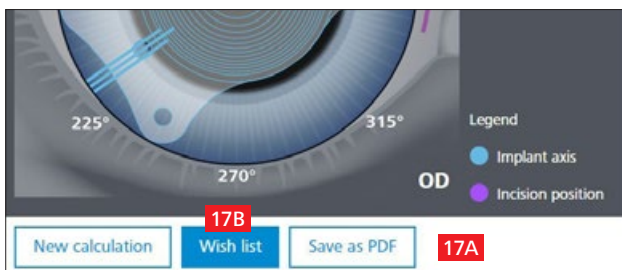 225°
315°
270°
OD
Legend
Implant axis
Incision position
17B
New calculation
Wish list
Save as PDF
17A